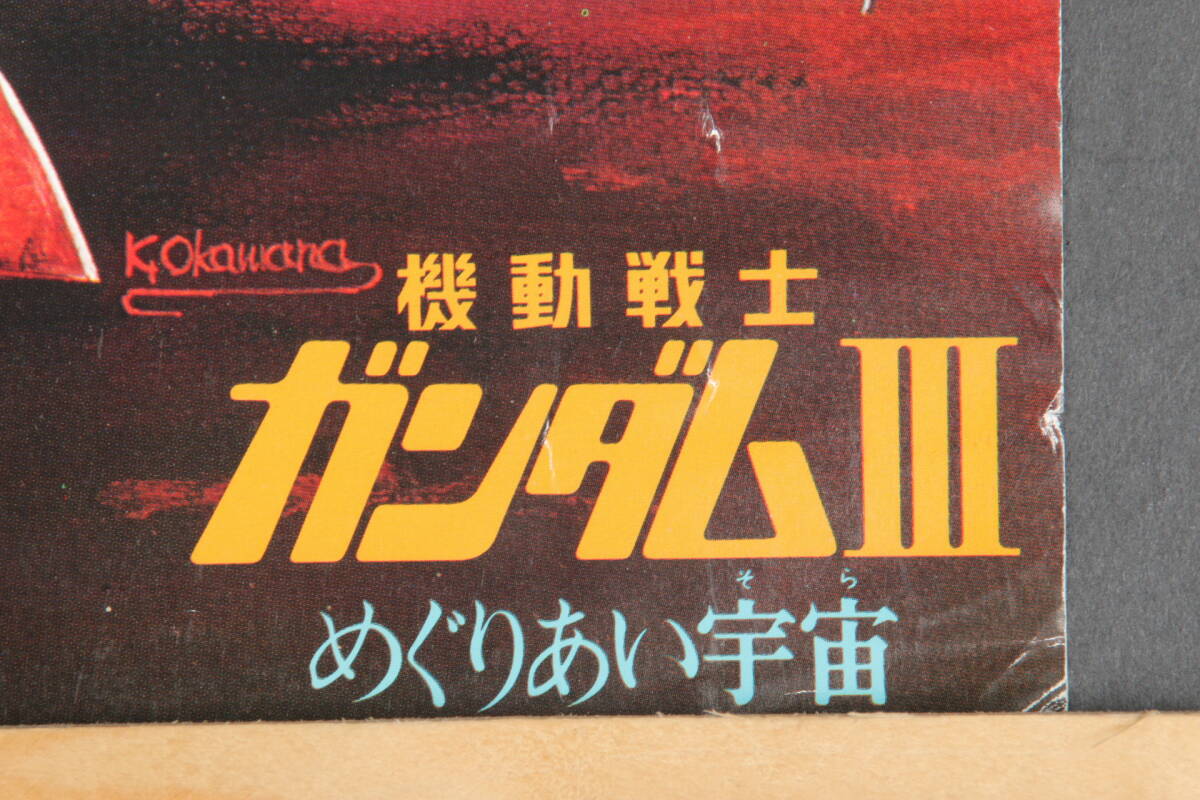 K.Okawara
機動戦士
ガンダムIII
そら
めぐりあい宇宙